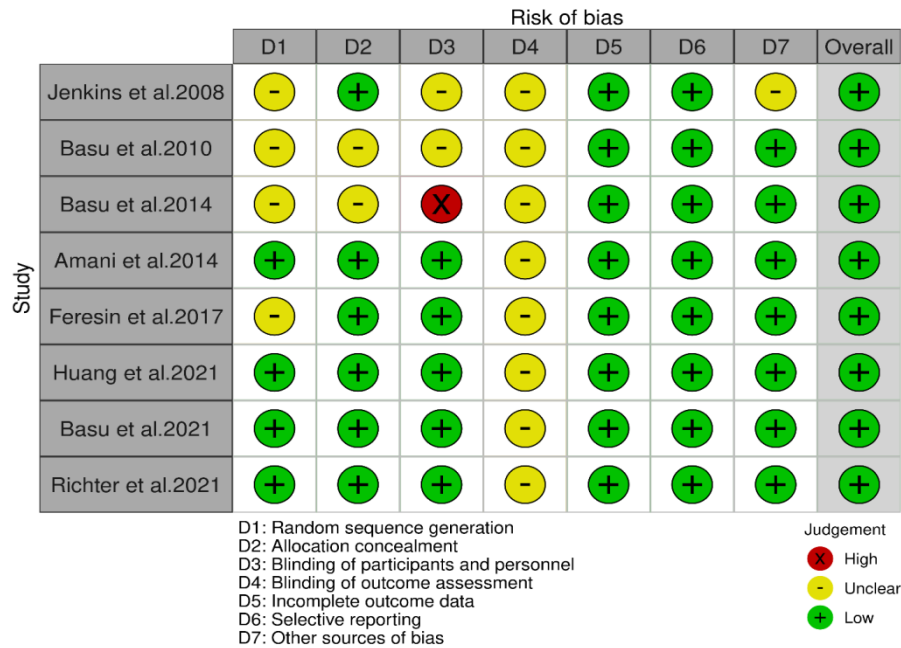 Risk of bias
D1 D2 D3 D4 D5 D6 D7 Overall
Study
Jenkins et al.2008 - + - - + + - +
Basu et al.2010 - - - - + + + +
Basu et al.2014 - - X - + + + +
Amani et al.2014 + + + - + + + +
Feresin et al.2017 - + + - + + + +
Huang et al.2021 + + + - + + + +
Basu et al.2021 + + + - + + + +
Richter et al.2021 + + + - + + + +
D1: Random sequence generation
D2: Allocation concealment
D3: Blinding of participants and personnel
D4: Blinding of outcome assessment
D5: Incomplete outcome data
D6: Selective reporting
D7: Other sources of bias
Judgement
X High
- Unclear
+ Low